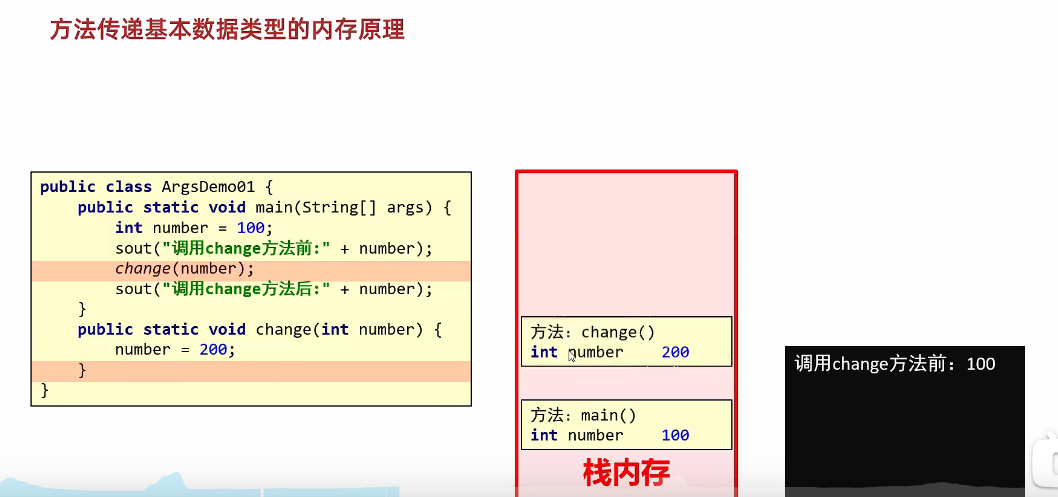 方法传递基本数据类型的内存原理
public class ArgsDemo01 {
public static void main(String[] args) {
int number = 100;
sout("调用change方法前:" + number);
change(number);
sout("调用change方法后:" + number);
}
public static void change(int number) {
number = 200;
}
}
方法：change()
int number 200
方法：main()
int number 100
栈内存
调用change方法前：100